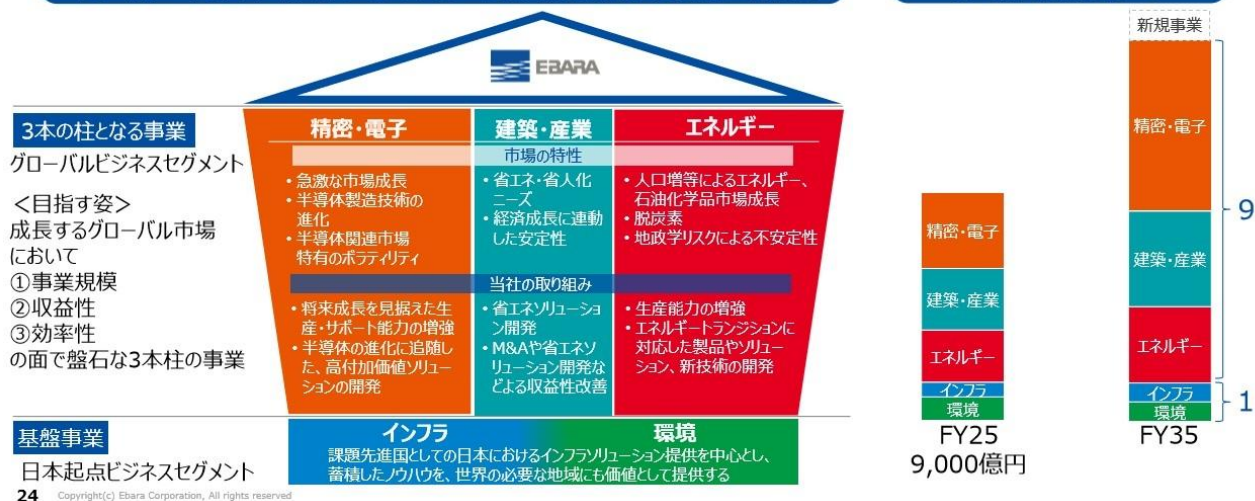 EBARA
3本の柱となる事業
グローバルビジネスセグメント
＜目指す姿＞
成長するグローバル市場
において
①事業規模
②収益性
③効率性
の面で盤石な3本柱の事業
精密・電子
建築・産業
エネルギー
市場の特性
・急激な市場成長
・半導体製造技術の
進化
・半導体関連市場
特有のボラティリティ
・省エネ・省人化
ニーズ
・経済成長に連動
した安定性
・人口増等によるエネルギー、
石油化学品市場成長
・脱炭素
・地政学リスクによる不安定性
当社の取り組み
・将来成長を見据えた生
産・サポート能力の増強
・半導体の進化に追随し
た、高付加価値ソリュー
ションの開発
・省エネソリューショ
ン開発
・M&Aや省エネソ
リューション開発な
どよる収益性改善
・生産能力の増強
・エネルギートランジションに
対応した製品やソリュー
ション、新技術の開発
基盤事業
日本起点ビジネスセグメント
インフラ
環境
課題先進国としての日本におけるインフラソリューション提供を中心とし、
蓄積したノウハウを、世界の必要な地域にも価値として提供する
精密・電子
建築・産業
エネルギー
インフラ
環境
FY25
9,000億円
新規事業
精密・電子
建築・産業
エネルギー
インフラ
環境
FY35
9
1
24 Copyright(c) Ebara Corporation, All rights reserved